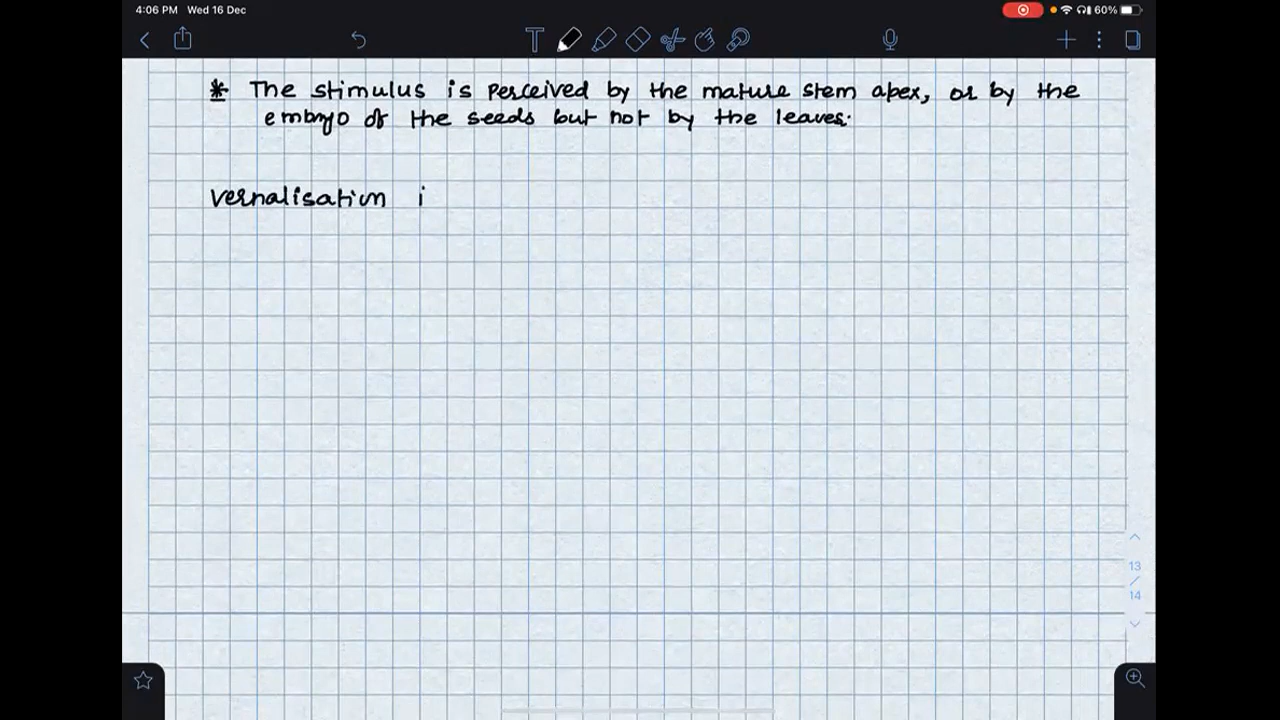 4:06 PM Wed 16 Dec
60%
* The stimulus is perceived by the mature stem apex, or by the
embryo of the seeds but not by the leaves.
Vernalisation i
13
/
14